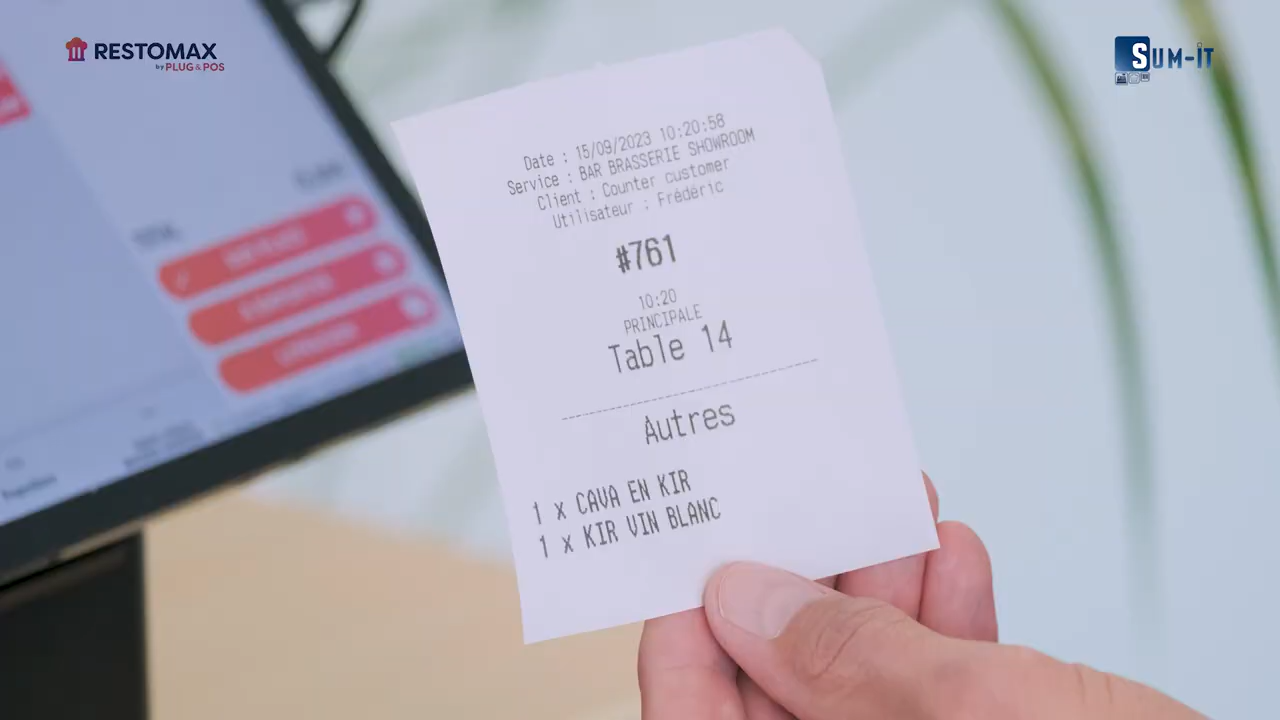 RESTOMAX
by PLUG & POS
SUM-IT
Date : 15/09/2023 10:20:58
Service : BAR BRASSERIE SHOWROOM
Client : Counter customer
Utilisateur : Frédéric
#761
10:20
PRINCIPALE
Table 14
Autres
1 x CAVA EN KIR
1 x KIR VIN BLANC